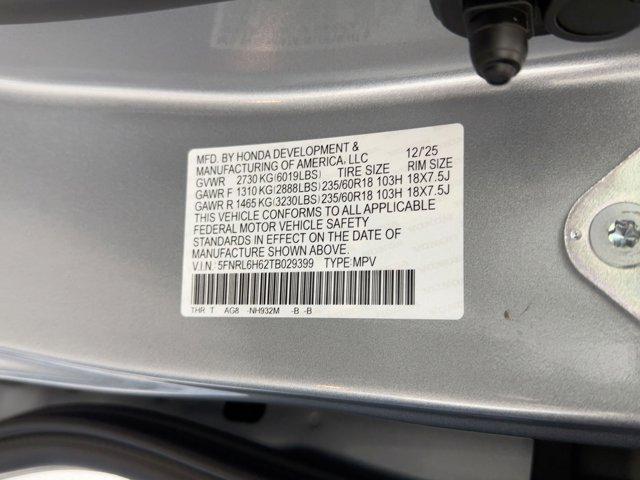 MFD. BY HONDA DEVELOPMENT &
MANUFACTURING OF AMERICA, LLC 12/'25
GVWR 2730 KG (6019LBS) TIRE SIZE RIM SIZE
GAWR F 1310 KG (2888LBS) 235/60R18 103H 18X7.5J
GAWR R 1465 KG (3230LBS) 235/60R18 103H 18X7.5J
THIS VEHICLE CONFORMS TO ALL APPLICABLE
FEDERAL MOTOR VEHICLE SAFETY
STANDARDS IN EFFECT ON THE DATE OF
MANUFACTURE SHOWN ABOVE.
V.I.N. 5FNRL6H62TB029399 TYPE:MPV
THR T AG8 -NH932M -B -B